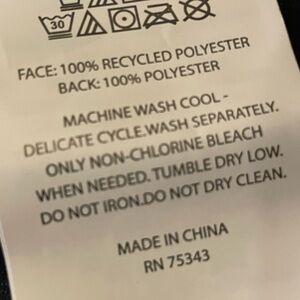 30
FACE: 100% RECYCLED POLYESTER
BACK: 100% POLYESTER
MACHINE WASH COOL -
DELICATE CYCLE.WASH SEPARATELY.
ONLY NON-CHLORINE BLEACH
WHEN NEEDED. TUMBLE DRY LOW.
DO NOT IRON.DO NOT DRY CLEAN.
MADE IN CHINA
RN 75343